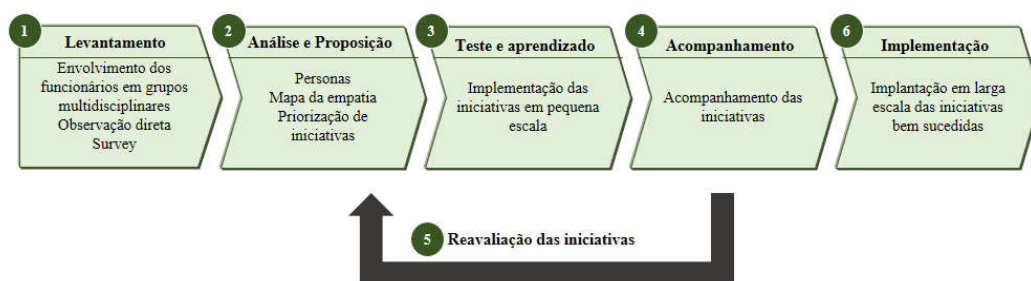 1
Levantamento
Envolvimento dos
funcionários em grupos
multidisciplinares
Observação direta
Survey
2
Análise e Proposição
Personas
Mapa da empatia
Priorização de
iniciativas
3
Teste e aprendizado
Implementação das
iniciativas em pequena
escala
4
Acompanhamento
Acompanhamento das
iniciativas
6
Implementação
Implantação em larga
escala das iniciativas
bem sucedidas
5
Reavaliação das iniciativas